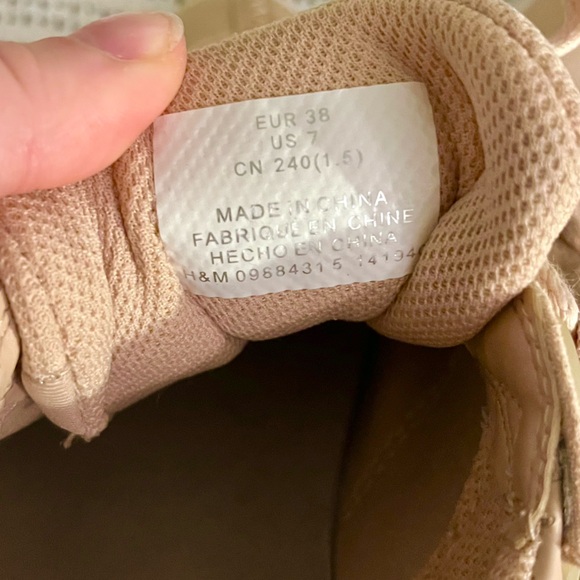 EUR 38
US 7
CN 240(1.5)
MADE IN CHINA
FABRIQUE EN CHINE
HECHO EN CHINA
H&M 0968431 5 14194